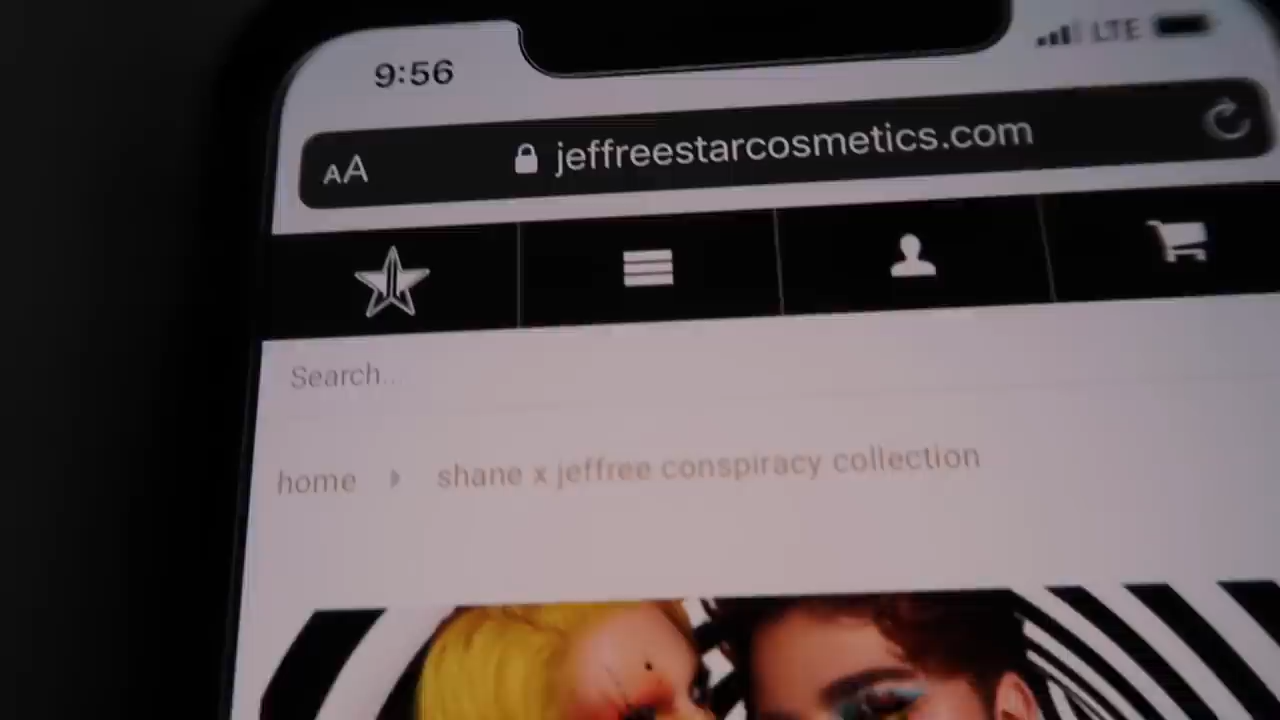 9:56
LTE
AA
jeffreestarcosmetics.com
Search...
home
shane x jeffree conspiracy collection